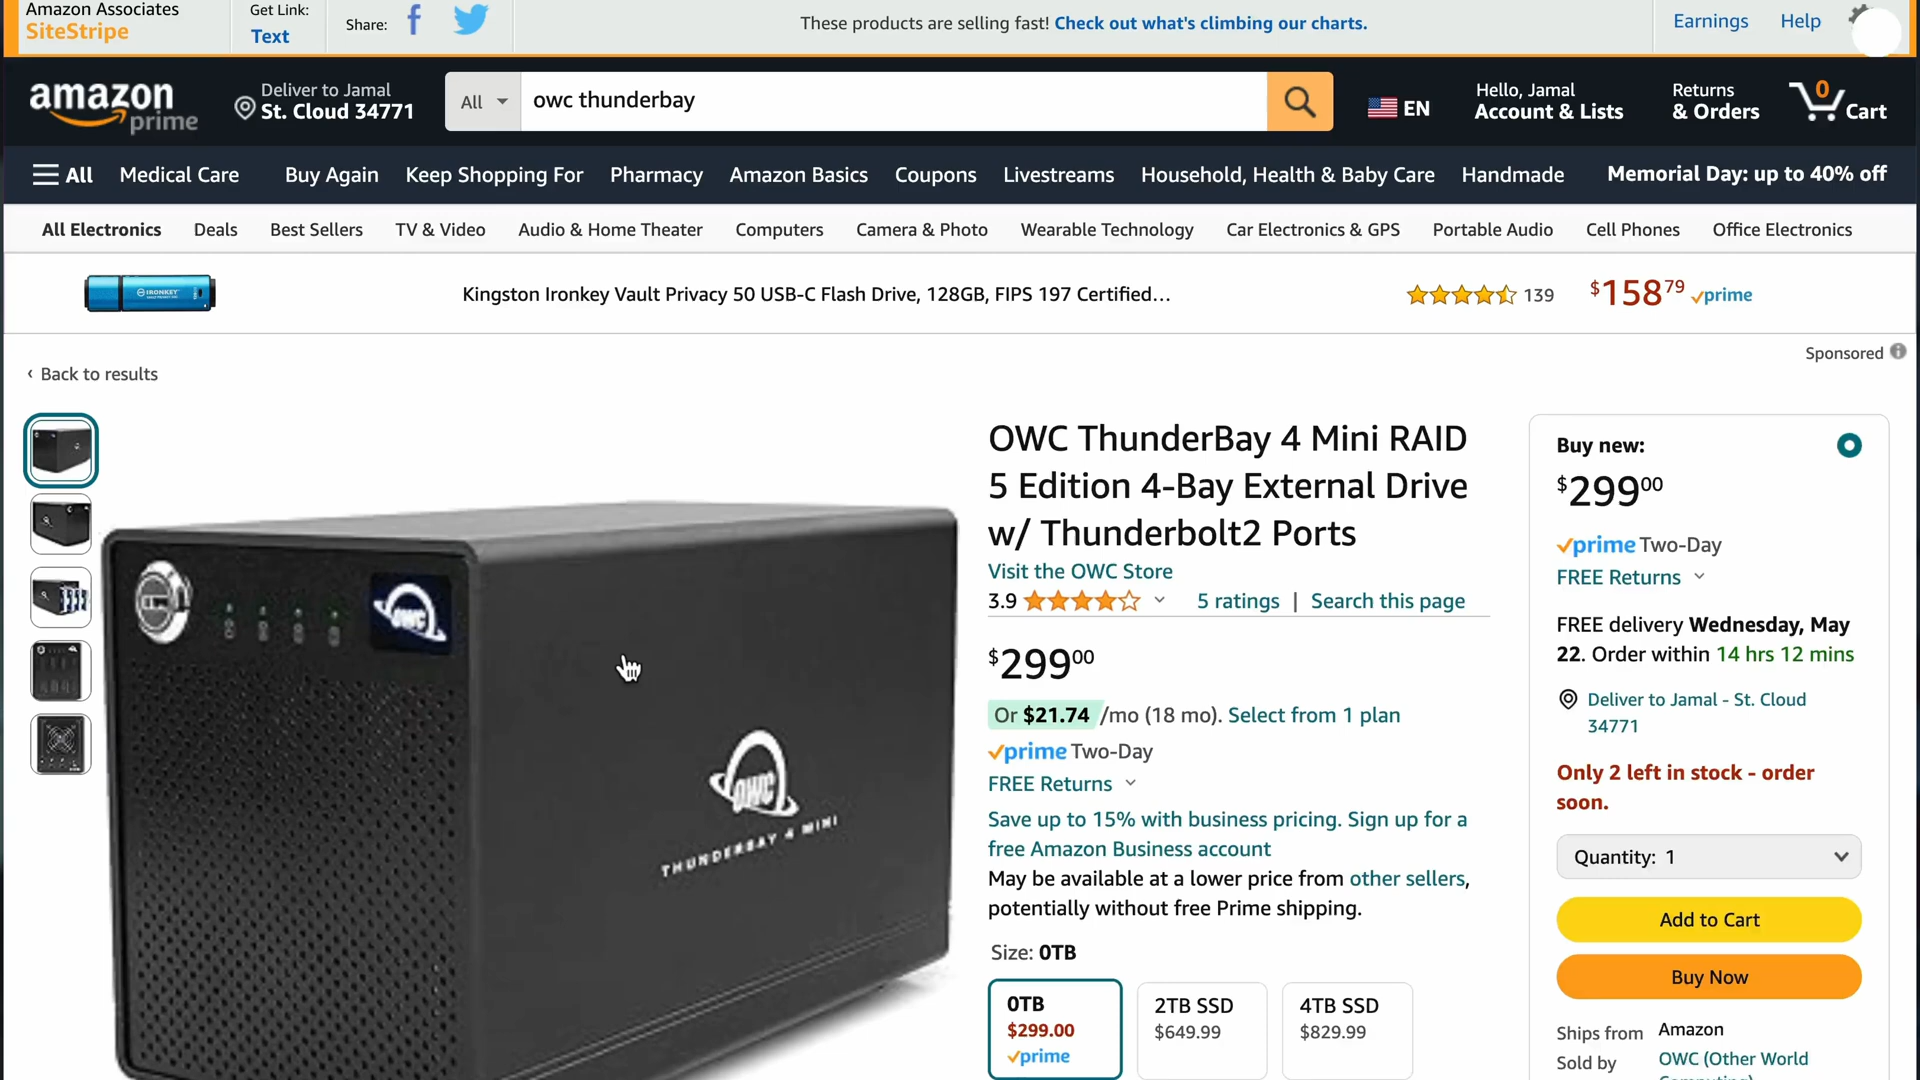 Amazon Associates
SiteStripe
Get Link:
Text
Share:
These products are selling fast! Check out what's climbing our charts.
Earnings
Help
amazon
prime
Deliver to Jamal
St. Cloud 34771
All
owc thunderbay
EN
Hello, Jamal
Account & Lists
Returns
& Orders
0
Cart
All
Medical Care
Buy Again
Keep Shopping For
Pharmacy
Amazon Basics
Coupons
Livestreams
Household, Health & Baby Care
Handmade
Memorial Day: up to 40% off
All Electronics
Deals
Best Sellers
TV & Video
Audio & Home Theater
Computers
Camera & Photo
Wearable Technology
Car Electronics & GPS
Portable Audio
Cell Phones
Office Electronics
IRONKEY
Kingston Ironkey Vault Privacy 50 USB-C Flash Drive, 128GB, FIPS 197 Certified...
139
$158 79
prime
Sponsored
‹ Back to results
OWC
OWC
THUNDERBAY 4 MINI
OWC ThunderBay 4 Mini RAID
5 Edition 4-Bay External Drive
w/ Thunderbolt2 Ports
Visit the OWC Store
3.9
5 ratings | Search this page
$299 00
Or $21.74 /mo (18 mo). Select from 1 plan
prime Two-Day
FREE Returns
Save up to 15% with business pricing. Sign up for a
free Amazon Business account
May be available at a lower price from other sellers,
potentially without free Prime shipping.
Size: 0TB
0TB
$299.00
prime
2TB SSD
$649.99
4TB SSD
$829.99
Buy new:
$299 00
prime Two-Day
FREE Returns
FREE delivery Wednesday, May
22. Order within 14 hrs 12 mins
Deliver to Jamal - St. Cloud
34771
Only 2 left in stock - order
soon.
Quantity: 1
Add to Cart
Buy Now
Ships from Amazon
Sold by OWC (Other World